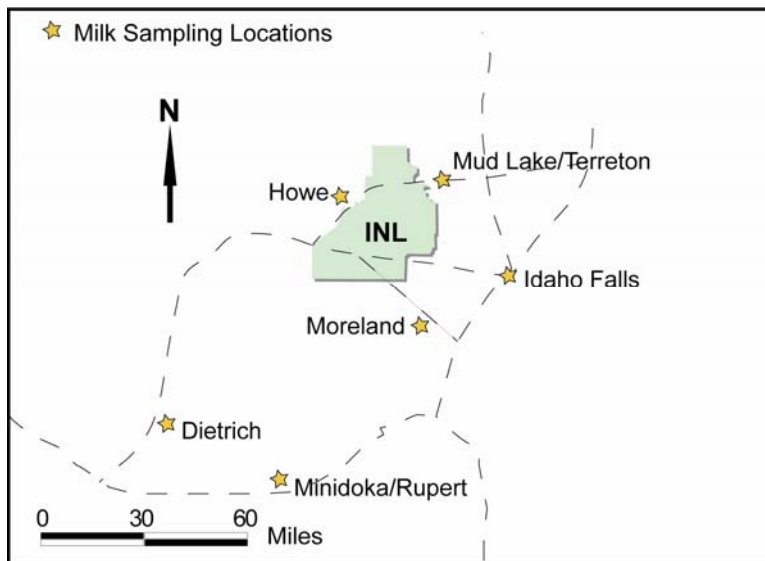 Milk Sampling Locations
N
Mud Lake/Terreton
Howe
INL
Idaho Falls
Moreland
Dietrich
Minidoka/Rupert
0 30 60
Miles